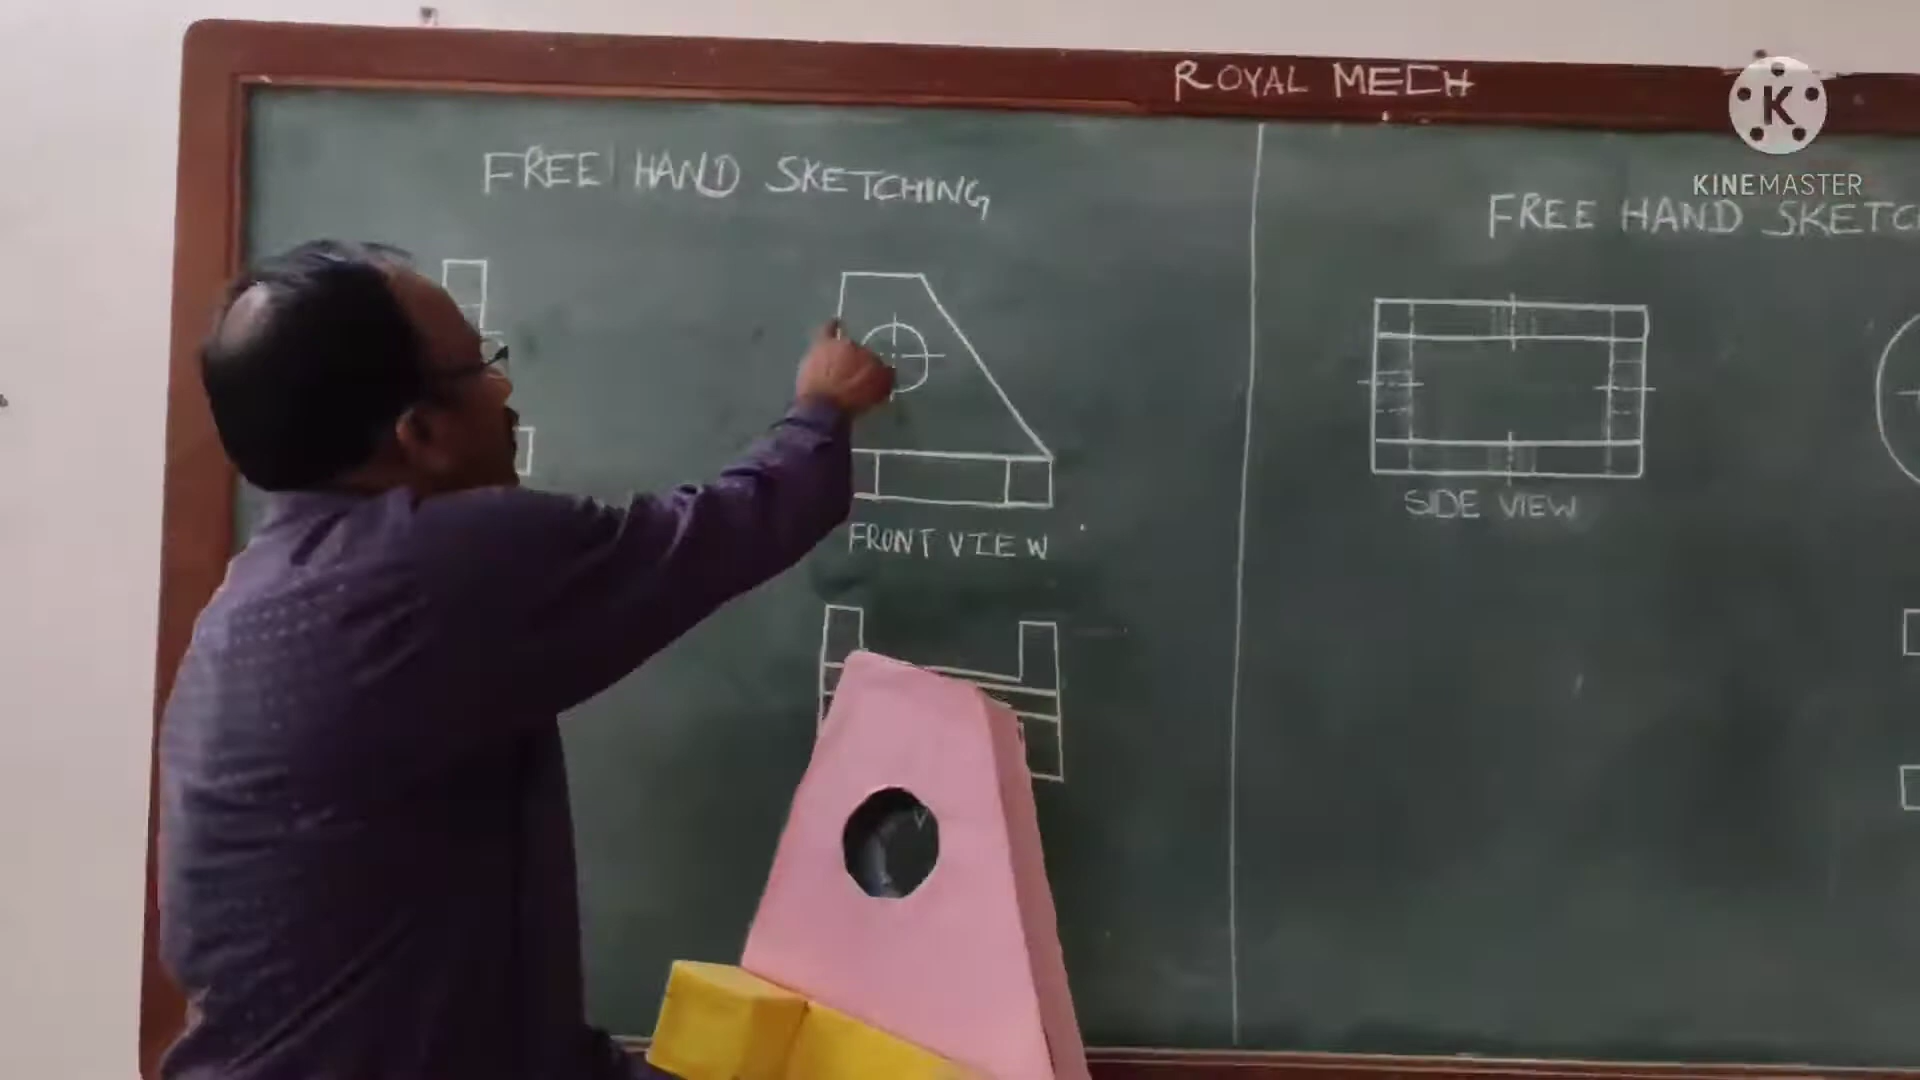 ROYAL MECH
K
KINEMASTER
FREE HAND SKETCHING
FREE HAND SKETC
FRONT VIEW
SIDE VIEW